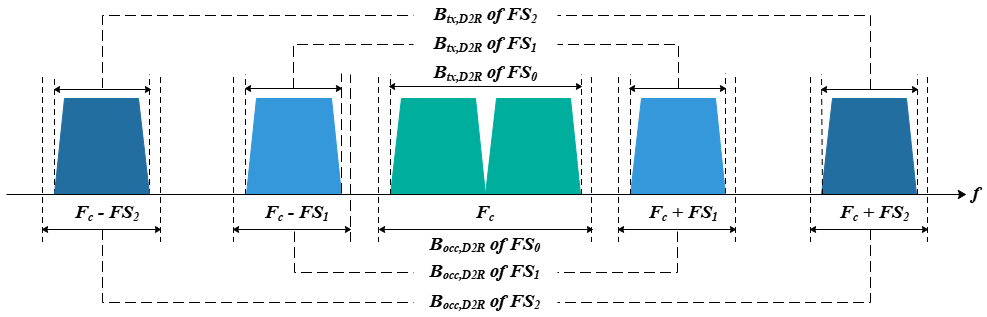 B_tx,D2R of FS_2
B_tx,D2R of FS_1
B_tx,D2R of FS_0
f
F_c - FS_2
F_c - FS_1
F_c
F_c + FS_1
F_c + FS_2
B_occ,D2R of FS_0
B_occ,D2R of FS_1
B_occ,D2R of FS_2